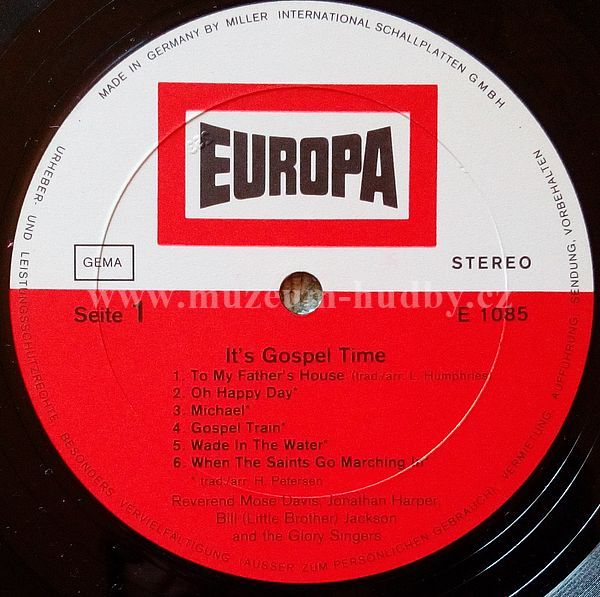 MADE IN GERMANY BY MILLER INTERNATIONAL SCHALLPLATTEN GMBH
EUROPA
GEMA
STEREO
www.muzeum-hudby.cz
Seite 1
E 1085
It's Gospel Time
1. To My Father's House (trad./arr. L. Humphries)
2. Oh Happy Day*
3. Michael*
4. Gospel Train*
5. Wade In The Water*
6. When The Saints Go Marching In*
* trad./arr. H. Petersen
Reverend Mose Davis, Jonathan Harper,
Bill (Little Brother) Jackson
and the Glory Singers
URHEBER- UND LEISTUNGSSCHUTZRECHTE - BESONDERS VERVIELFÄLTIGUNG (AUSSER ZUM PERSÖNLICHEN GEBRAUCH), VERMIETUNG, AUFFÜHRUNG, SENDUNG, VORBEHALTEN